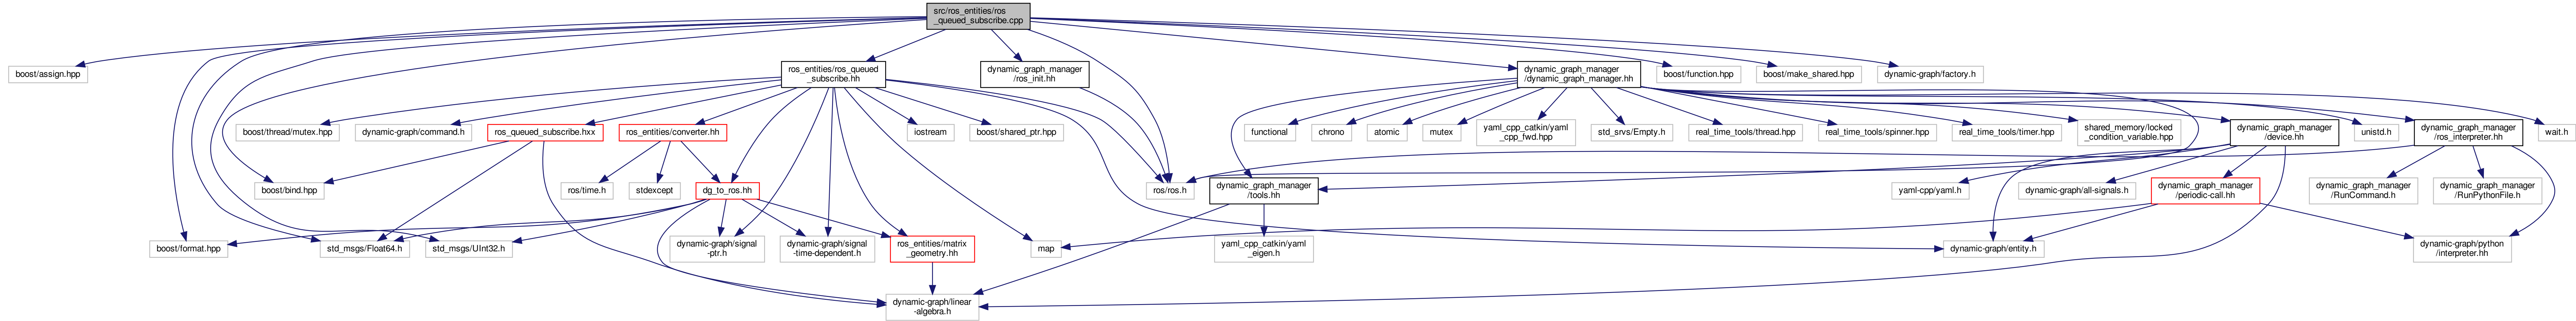 src/ros_entities/ros
_queued_subscribe.cpp
boost/assign.hpp
ros_entities/ros_queued
_subscribe.hh
dynamic_graph_manager
/ros_init.hh
dynamic_graph_manager
/dynamic_graph_manager.hh
boost/function.hpp
boost/make_shared.hpp
dynamic-graph/factory.h
boost/thread/mutex.hpp
dynamic-graph/command.h
ros_queued_subscribe.hxx
ros_entities/converter.hh
iostream
boost/shared_ptr.hpp
functional
chrono
atomic
mutex
yaml_cpp_catkin/yaml
_cpp_fwd.hpp
std_srvs/Empty.h
real_time_tools/thread.hpp
real_time_tools/spinner.hpp
real_time_tools/timer.hpp
shared_memory/locked
_condition_variable.hpp
dynamic_graph_manager
/device.hh
unistd.h
dynamic_graph_manager
/ros_interpreter.hh
wait.h
boost/bind.hpp
ros/time.h
stdexcept
dg_to_ros.hh
ros/ros.h
dynamic_graph_manager
/tools.hh
yaml-cpp/yaml.h
dynamic-graph/all-signals.h
dynamic_graph_manager
/periodic-call.hh
dynamic_graph_manager
/RunCommand.h
dynamic_graph_manager
/RunPythonFile.h
boost/format.hpp
std_msgs/Float64.h
std_msgs/UInt32.h
dynamic-graph/signal
-ptr.h
dynamic-graph/signal
-time-dependent.h
ros_entities/matrix
_geometry.hh
map
yaml_cpp_catkin/yaml
_eigen.h
dynamic-graph/entity.h
dynamic-graph/python
/interpreter.hh
dynamic-graph/linear
-algebra.h